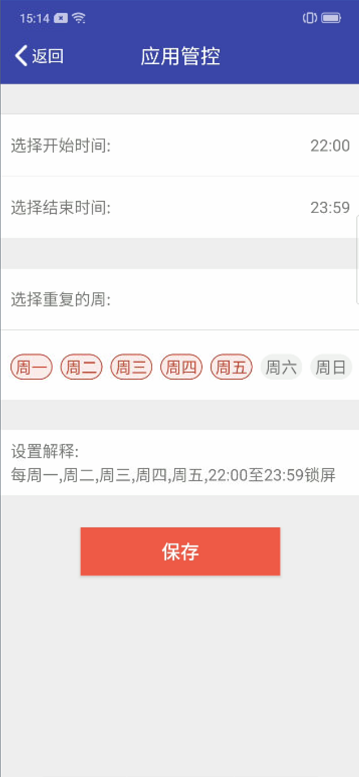 15:14
返回
应用管控
选择开始时间:
22:00
选择结束时间:
23:59
选择重复的周:
周一 周二 周三 周四 周五 周六 周日
设置解释:
每周一,周二,周三,周四,周五,22:00至23:59锁屏
保存